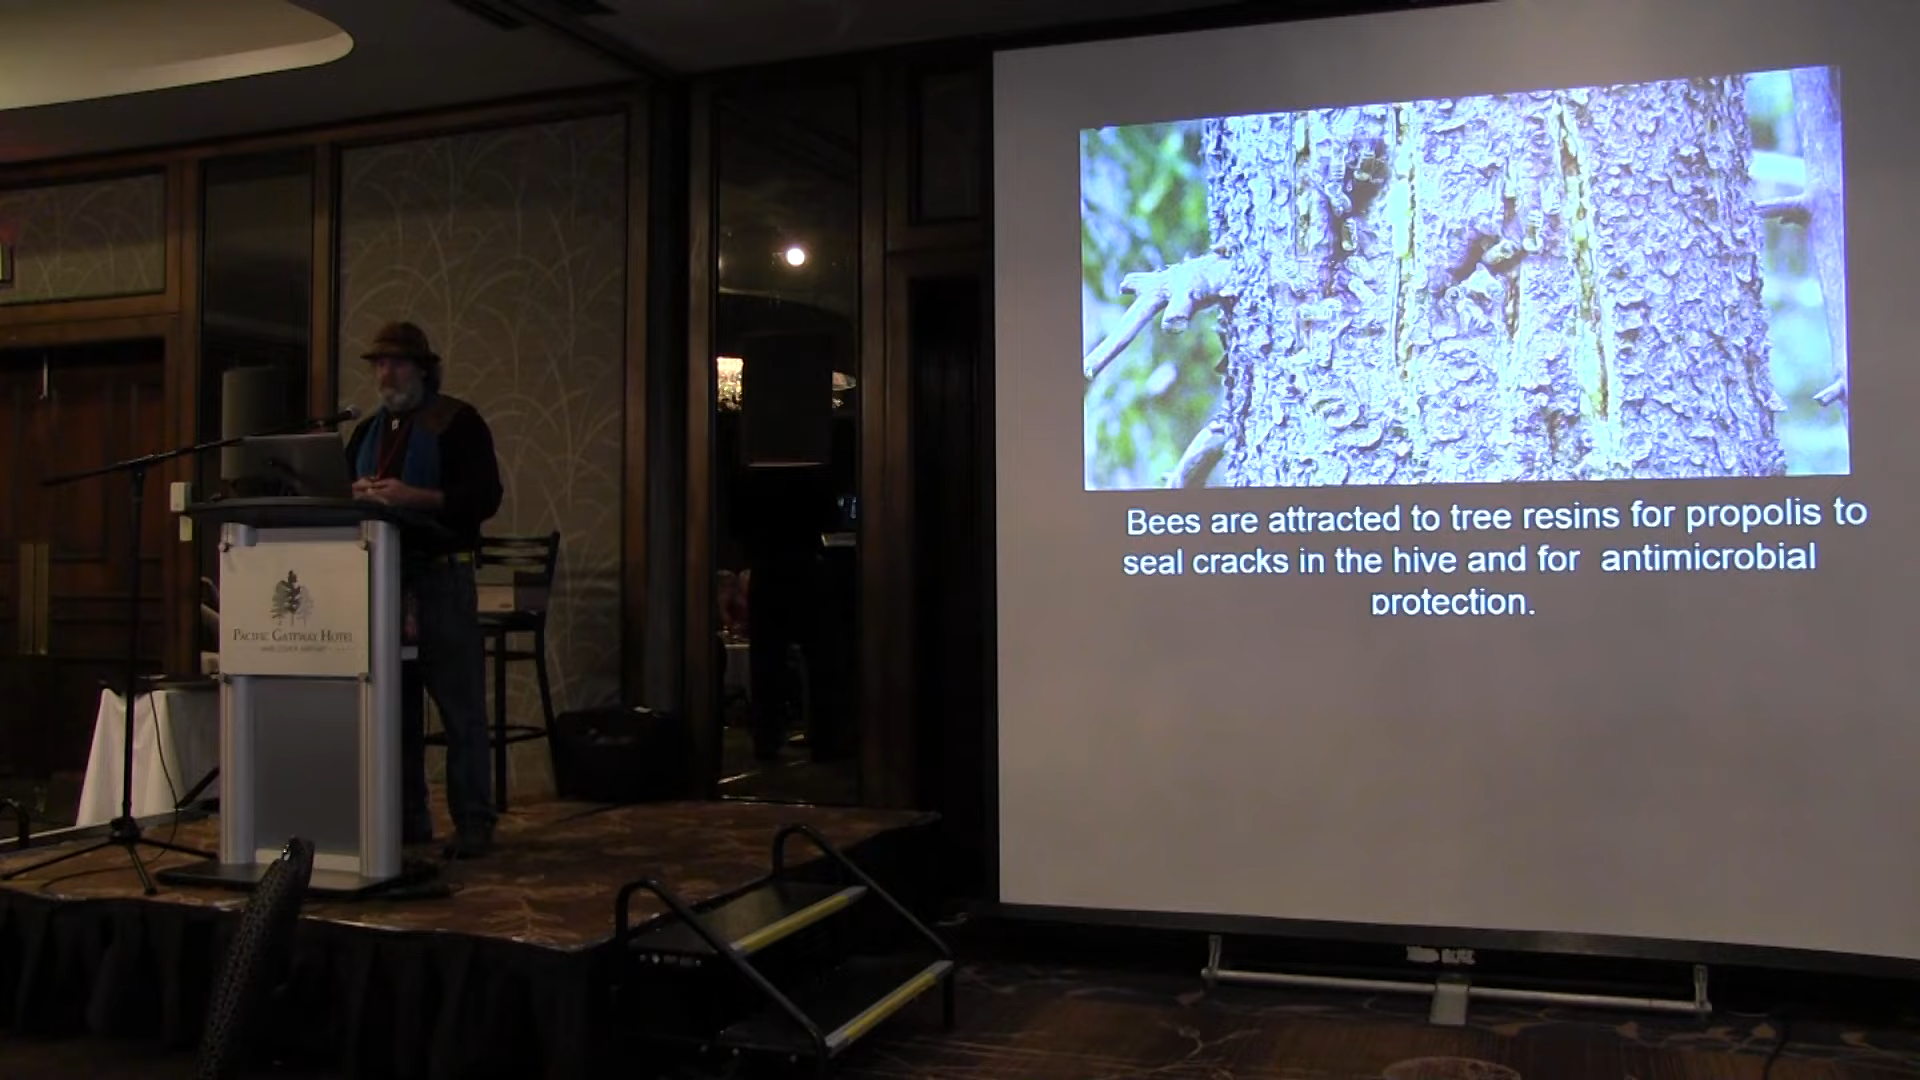 Bees are attracted to tree resins for propolis to
seal cracks in the hive and for antimicrobial
protection.
PACIFIC GATEWAY HOTEL